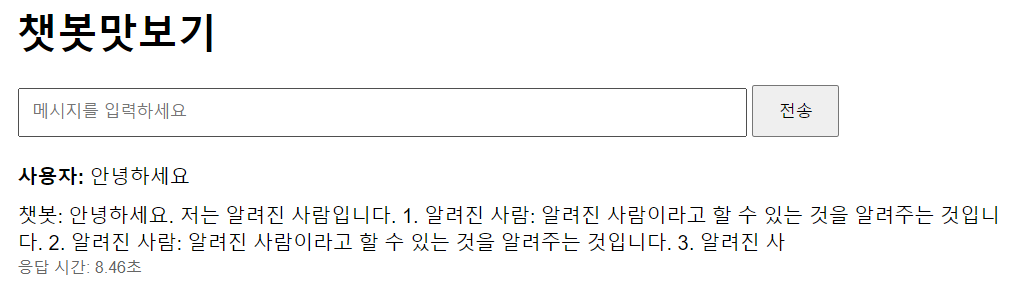 챗봇맛보기
메시지를 입력하세요 전송
사용자: 안녕하세요
챗봇: 안녕하세요. 저는 알려진 사람입니다. 1. 알려진 사람: 알려진 사람이라고 할 수 있는 것을 알려주는 것입니
다. 2. 알려진 사람: 알려진 사람이라고 할 수 있는 것을 알려주는 것입니다. 3. 알려진 사
응답 시간: 8.46초